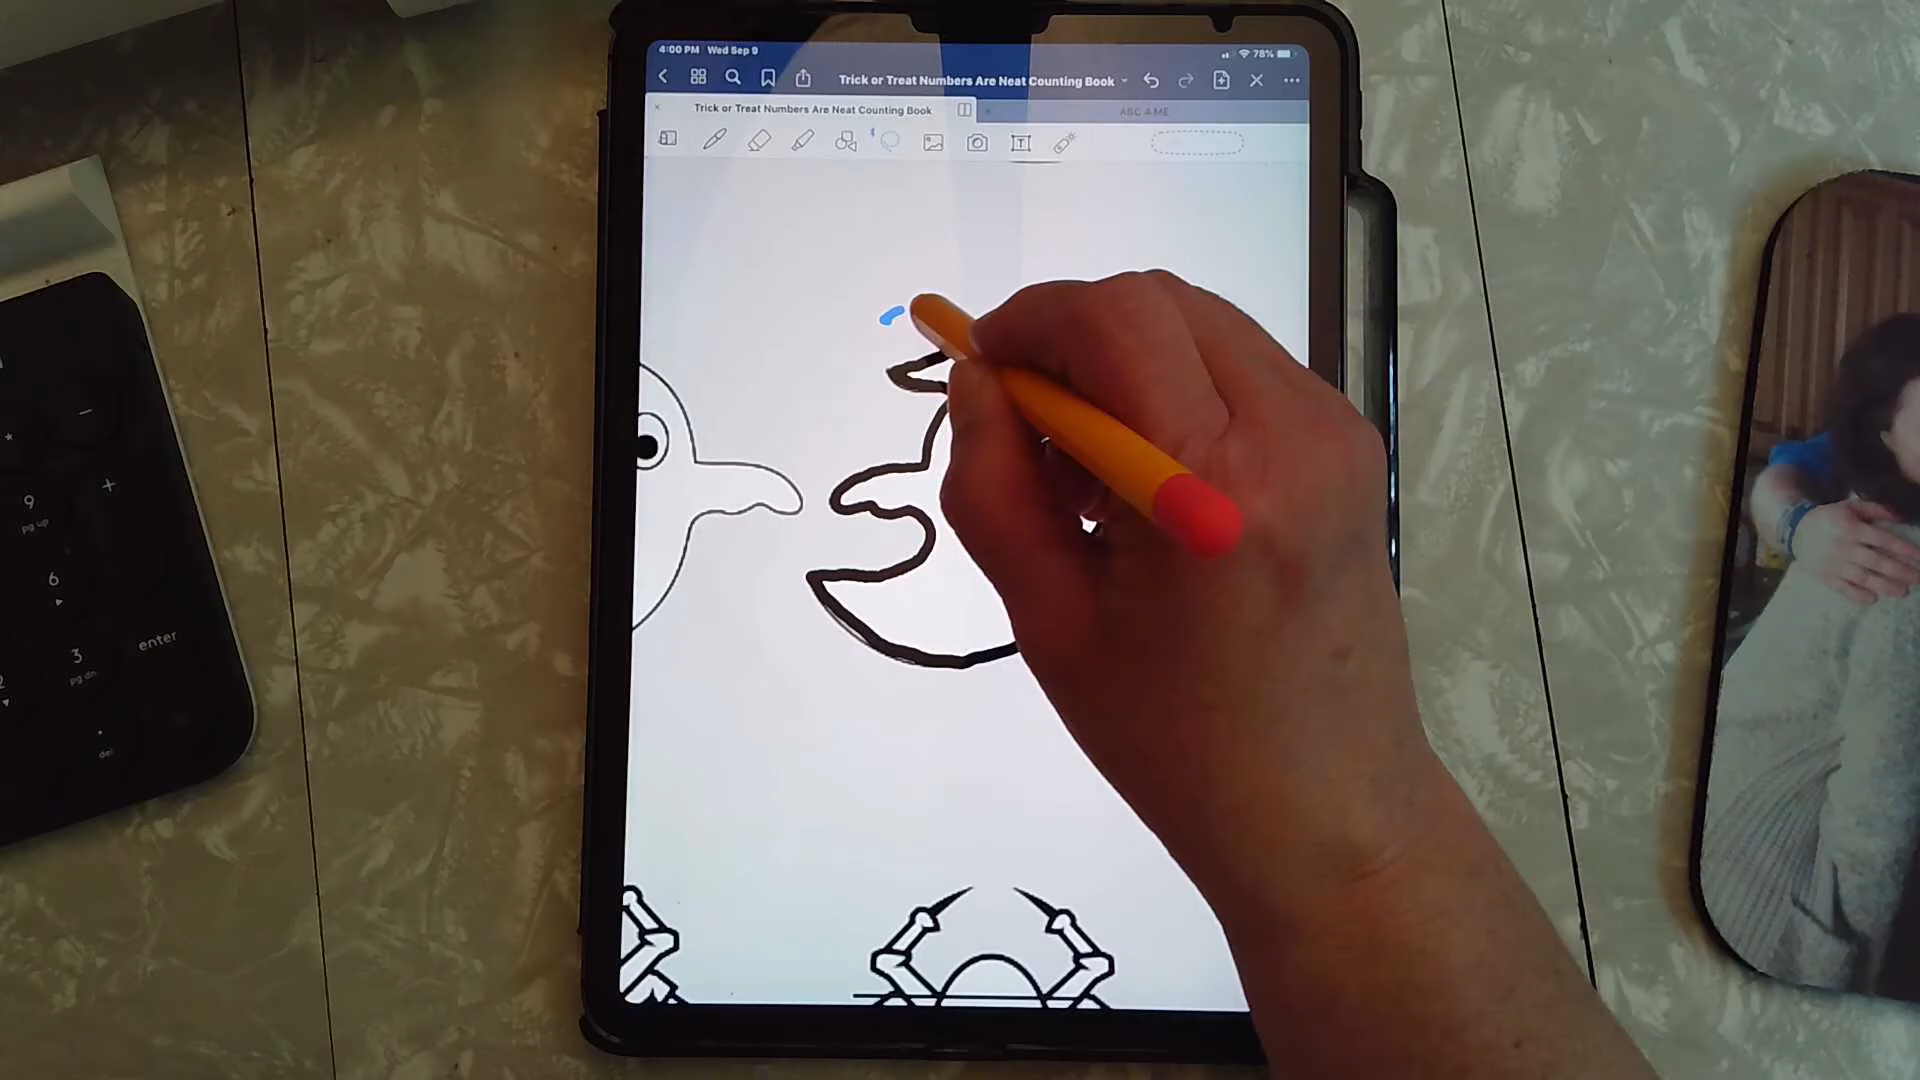 4:00 PM Wed Sep 9
78%
Trick or Treat Numbers Are Neat Counting Book
Trick or Treat Numbers Are Neat Counting Book
ABC 4 ME
T
-
*
9
+
pg up
6
enter
3
pg dn
2
.
del